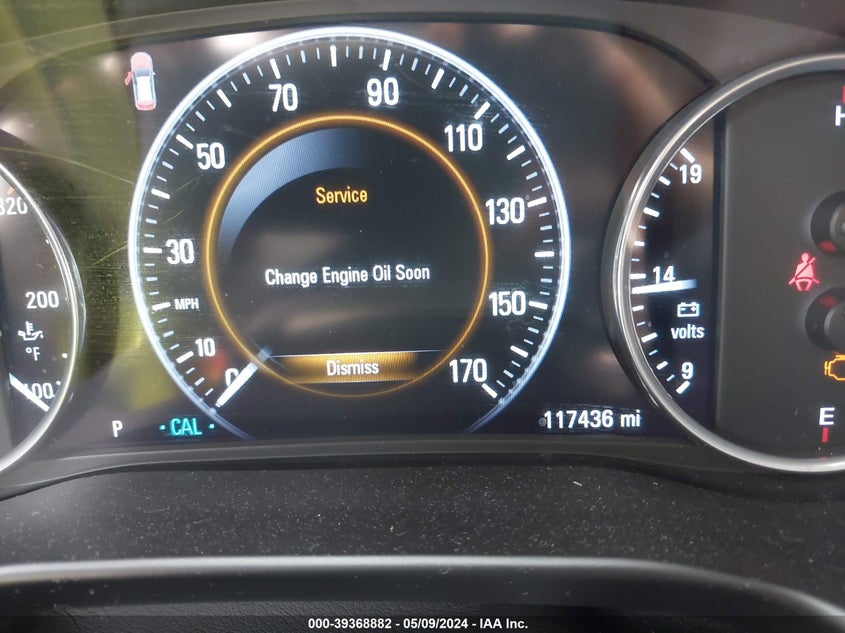 70
90
50
110
Service
130
30
Change Engine Oil Soon
MPH
150
10
0
Dismiss
170
P
CAL
117436 mi
200
°F
100
19
14
volts
9
H
E
000-39368882 - 05/09/2024 - IAA Inc.